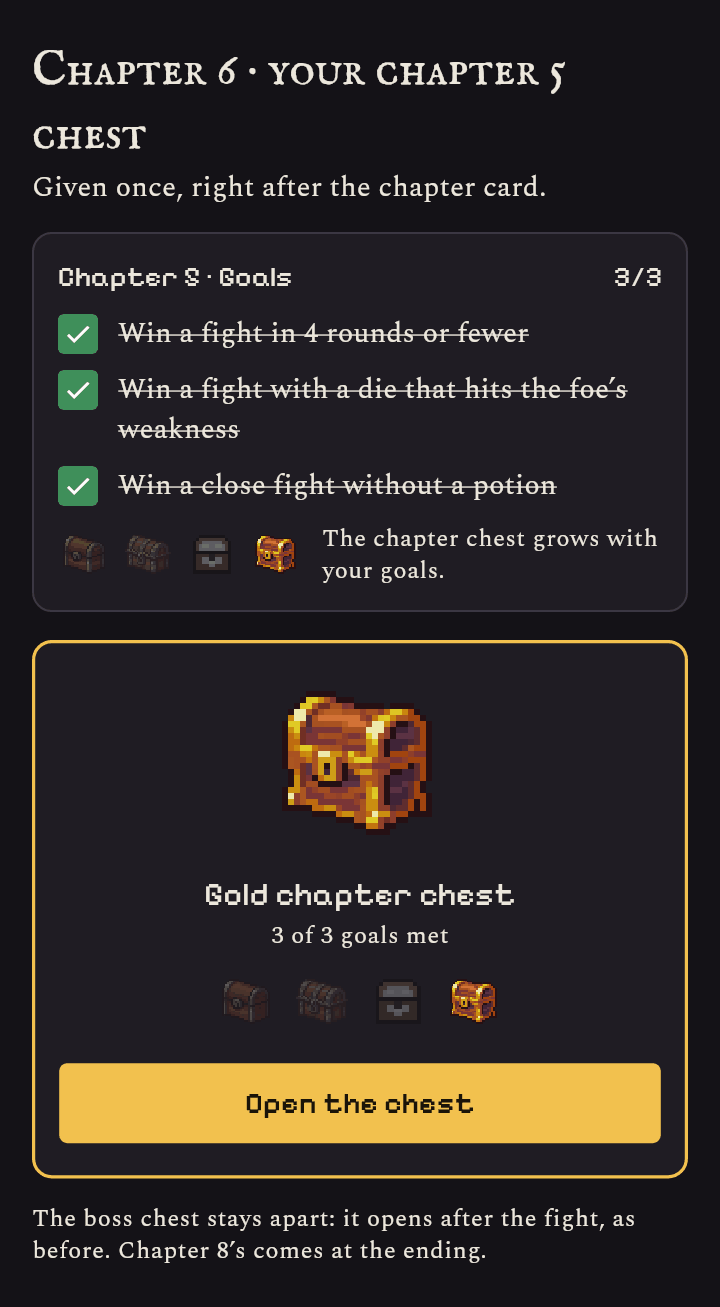 Chapter 6 · your chapter 5
chest
Given once, right after the chapter card.
Chapter 5 · Goals 3/3
Win a fight in 4 rounds or fewer
Win a fight with a die that hits the foe’s
weakness
Win a close fight without a potion
The chapter chest grows with
your goals.
Gold chapter chest
3 of 3 goals met
Open the chest
The boss chest stays apart: it opens after the fight, as
before. Chapter 8’s comes at the ending.